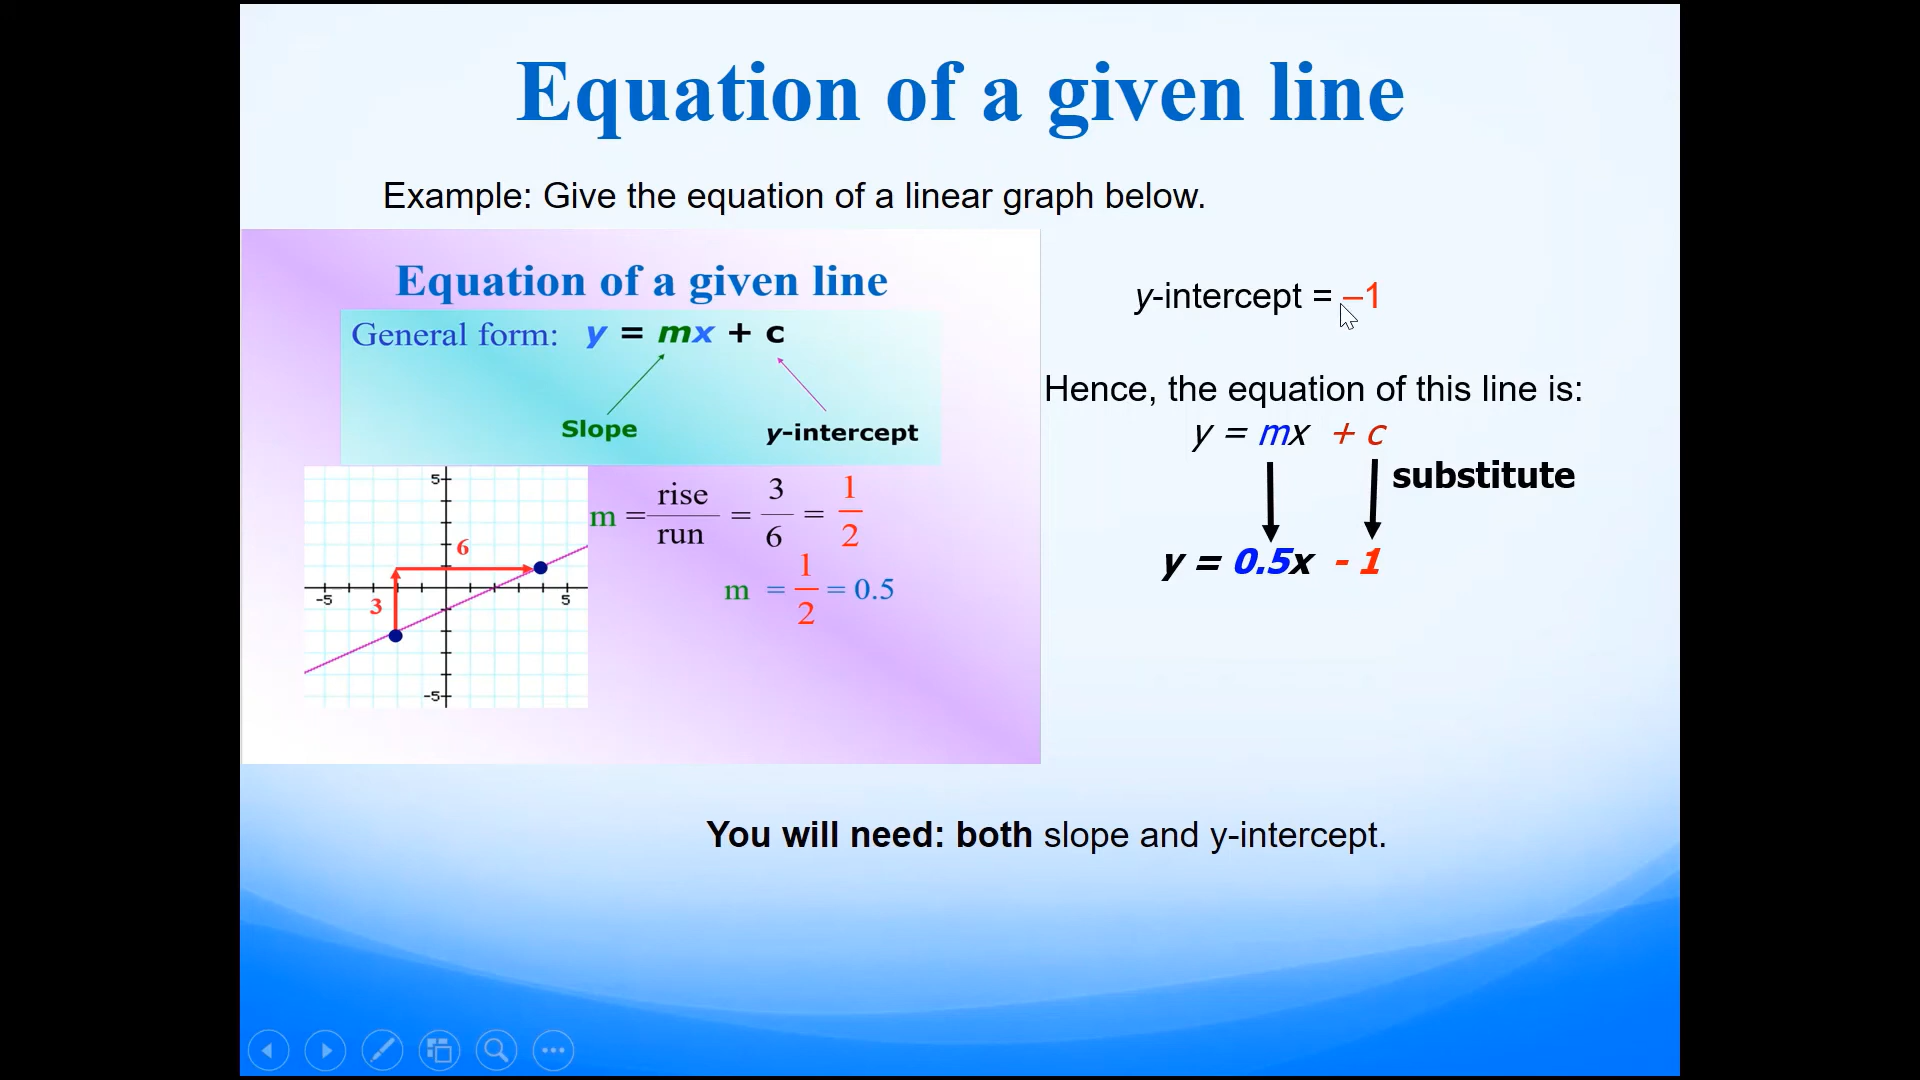 Equation of a given line
Example: Give the equation of a linear graph below.
Equation of a given line
General form: y = mx + c
Slope
y-intercept
5
-5
5
-5
6
3
m = rise/run = 3/6 = 1/2
m = 1/2 = 0.5
y-intercept = –1
Hence, the equation of this line is:
y = mx + c
substitute
y = 0.5x - 1
You will need: both slope and y-intercept.